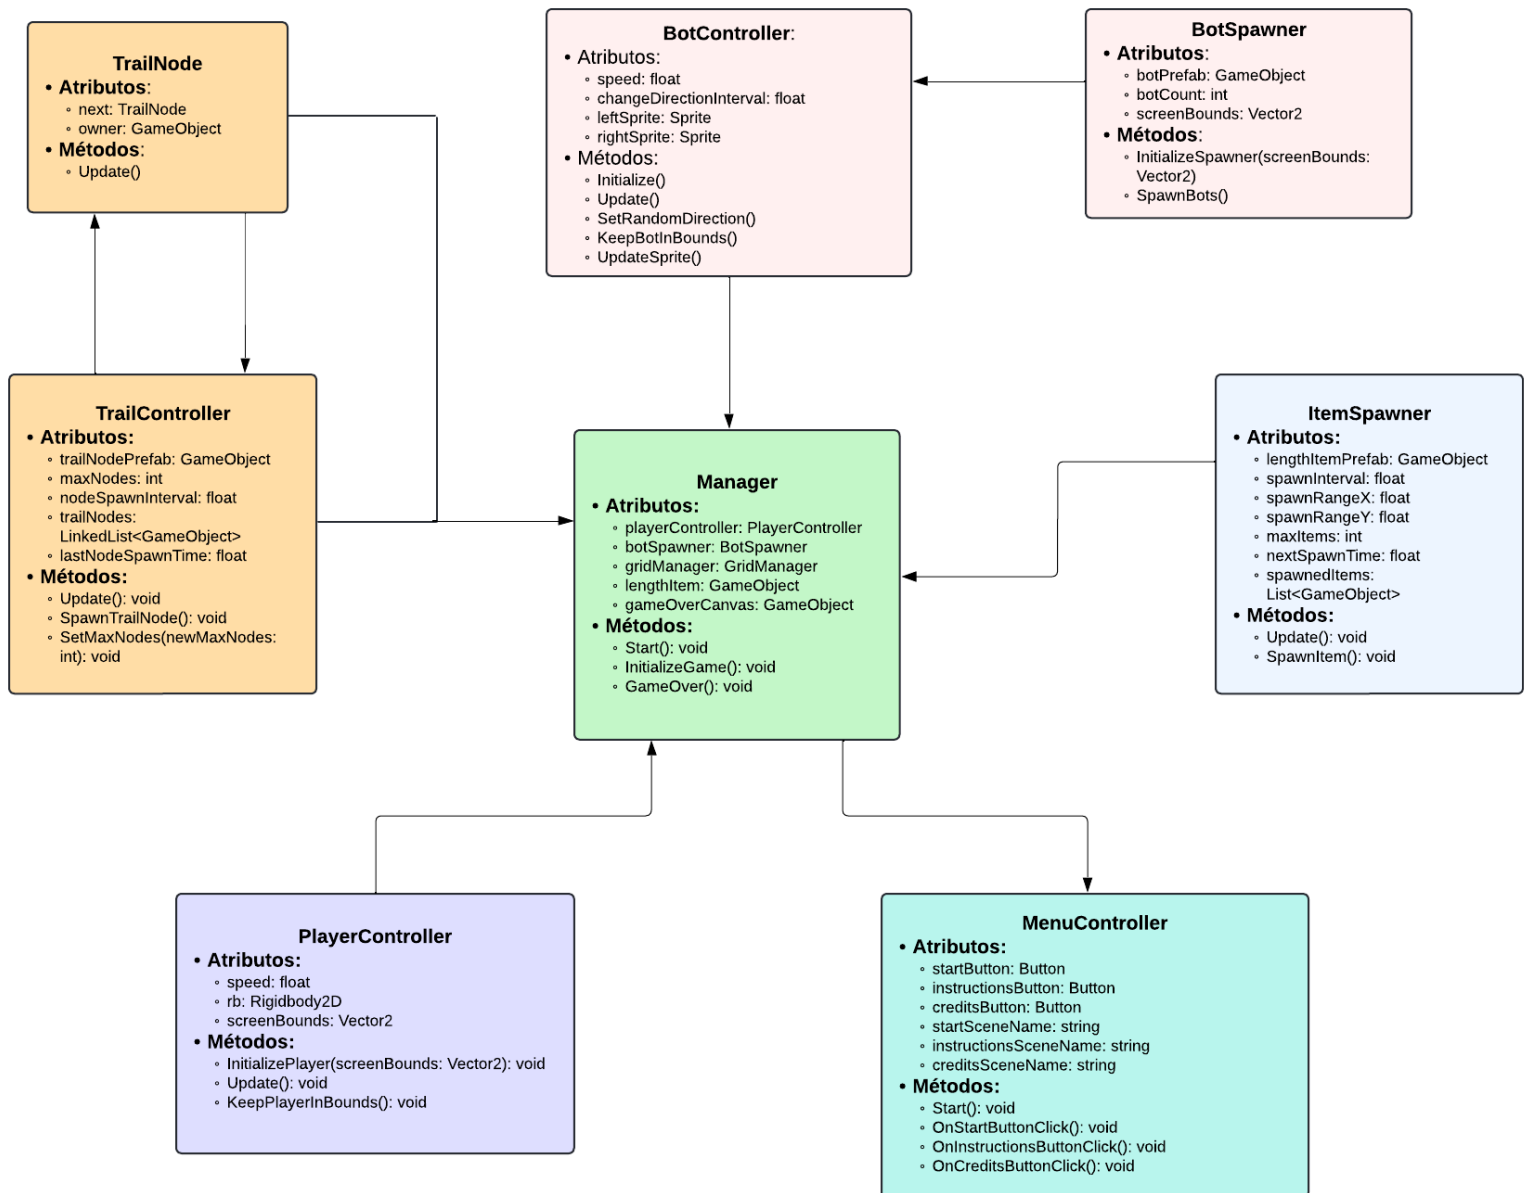 TrailNode
• Atributos:
◦ next: TrailNode
◦ owner: GameObject
• Métodos:
◦ Update()
BotController:
• Atributos:
◦ speed: float
◦ changeDirectionInterval: float
◦ leftSprite: Sprite
◦ rightSprite: Sprite
• Métodos:
◦ Initialize()
◦ Update()
◦ SetRandomDirection()
◦ KeepBotInBounds()
◦ UpdateSprite()
BotSpawner
• Atributos:
◦ botPrefab: GameObject
◦ botCount: int
◦ screenBounds: Vector2
• Métodos:
◦ InitializeSpawner(screenBounds:
Vector2)
◦ SpawnBots()
TrailController
• Atributos:
◦ trailNodePrefab: GameObject
◦ maxNodes: int
◦ nodeSpawnInterval: float
◦ trailNodes:
LinkedList<GameObject>
◦ lastNodeSpawnTime: float
• Métodos:
◦ Update(): void
◦ SpawnTrailNode(): void
◦ SetMaxNodes(newMaxNodes:
int): void
Manager
• Atributos:
◦ playerController: PlayerController
◦ botSpawner: BotSpawner
◦ gridManager: GridManager
◦ lengthItem: GameObject
◦ gameOverCanvas: GameObject
• Métodos:
◦ Start(): void
◦ InitializeGame(): void
◦ GameOver(): void
ItemSpawner
• Atributos:
◦ lengthItemPrefab: GameObject
◦ spawnInterval: float
◦ spawnRangeX: float
◦ spawnRangeY: float
◦ maxItems: int
◦ nextSpawnTime: float
◦ spawnedItems:
List<GameObject>
• Métodos:
◦ Update(): void
◦ SpawnItem(): void
PlayerController
• Atributos:
◦ speed: float
◦ rb: Rigidbody2D
◦ screenBounds: Vector2
• Métodos:
◦ InitializePlayer(screenBounds: Vector2): void
◦ Update(): void
◦ KeepPlayerInBounds(): void
MenuController
• Atributos:
◦ startButton: Button
◦ instructionsButton: Button
◦ creditsButton: Button
◦ startSceneName: string
◦ instructionsSceneName: string
◦ creditsSceneName: string
• Métodos:
◦ Start(): void
◦ OnStartButtonClick(): void
◦ OnInstructionsButtonClick(): void
◦ OnCreditsButtonClick(): void